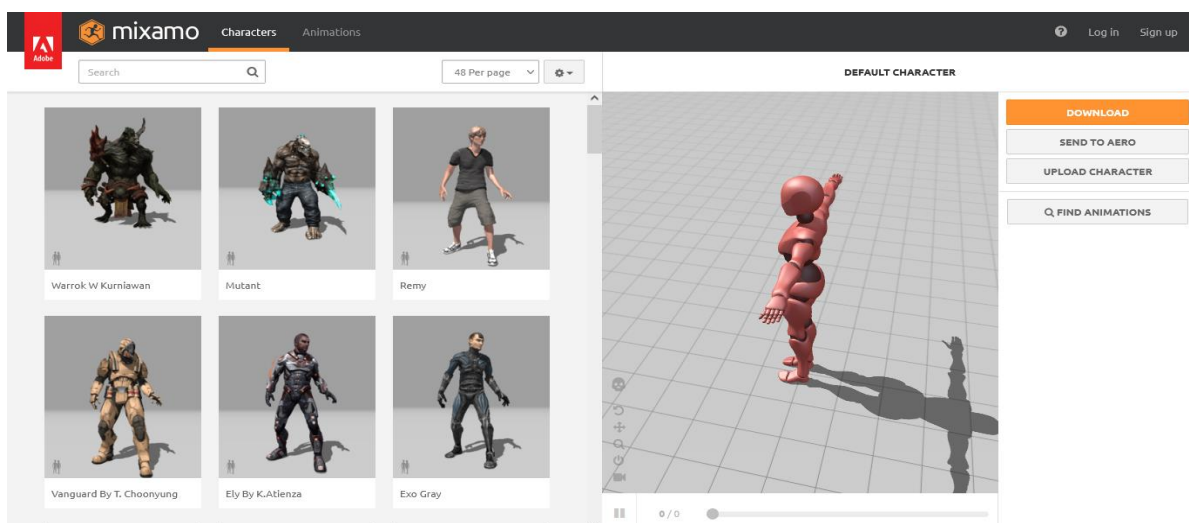 Adobe
mixamo
Characters
Animations
Log in
Sign up
Search
48 Per page
DEFAULT CHARACTER
Warrok W Kurniawan
Mutant
Remy
Vanguard By T. Choonyung
Ely By K.Atienza
Exo Gray
0 / 0
DOWNLOAD
SEND TO AERO
UPLOAD CHARACTER
FIND ANIMATIONS